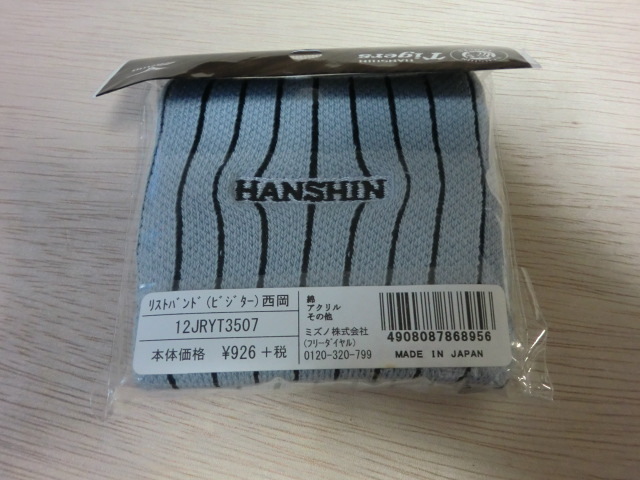 HANSHIN
Tigers
HANSHIN
リストバンド(ビジター)西岡
12JRYT3507
本体価格 ¥926+税
綿
アクリル
その他
ミズノ株式会社
(フリーダイヤル)
0120-320-799
4908087868956
MADE IN JAPAN